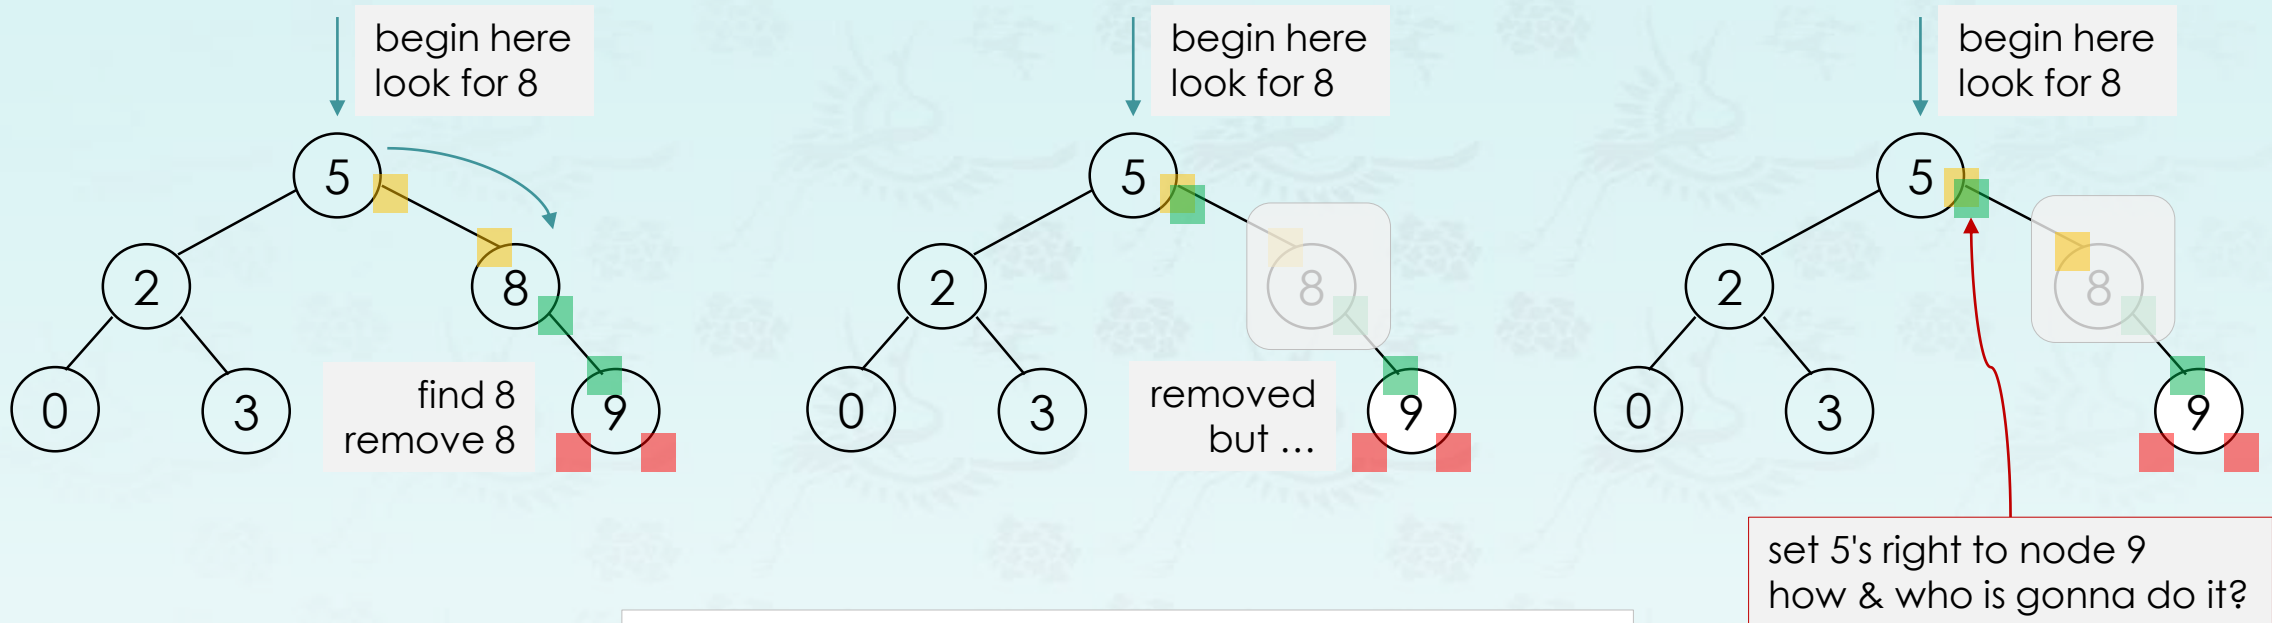 begin here
look for 8
5
2
8
0
3
9
find 8
remove 8
begin here
look for 8
5
2
8
0
3
9
removed
but ...
begin here
look for 8
5
2
8
0
3
9
set 5's right to node 9
how & who is gonna do it?